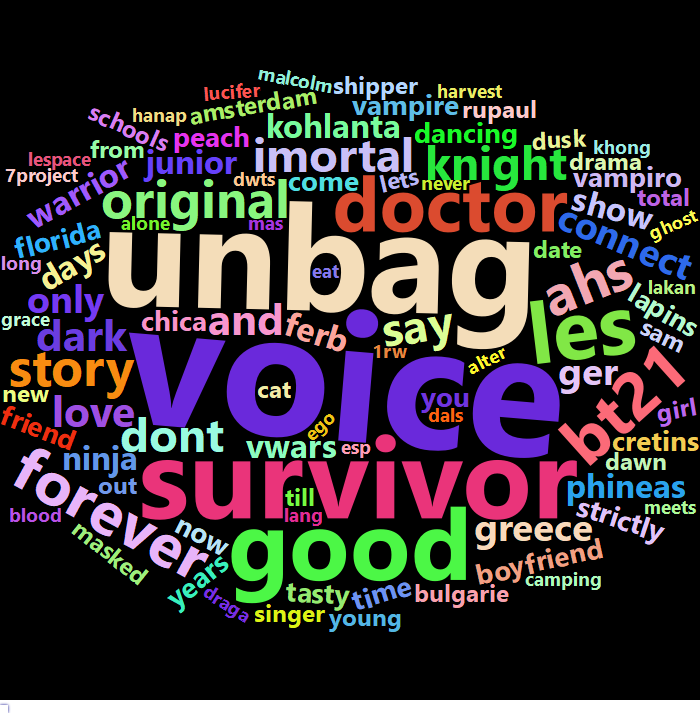 malcolm
shipper
harvest
lucifer
amsterdam
vampire
rupaul
schools
hanap
kohlanta
dancing
dusk
khong
from
peach
imortal
knight
drama
lespace
junior
7project
dwts
come
lets
never
vampiro
warrior
original
doctor
show
total
alone
mas
connect
ghost
florida
unbag
date
long
days
eat
ahs
lakan
only
lapins
grace
dark
chica
and
ferb
say
les
sam
story
voice
1rw
alter
ger
new
love
cat
you
bt21
girl
friend
dont
ego
dals
cretins
ninja
vwars
esp
dawn
forever
survivor
out
till
phineas
blood
lang
strictly
meets
masked
now
good
greece
years
boyfriend
camping
draga
tasty
time
bulgarie
singer
young